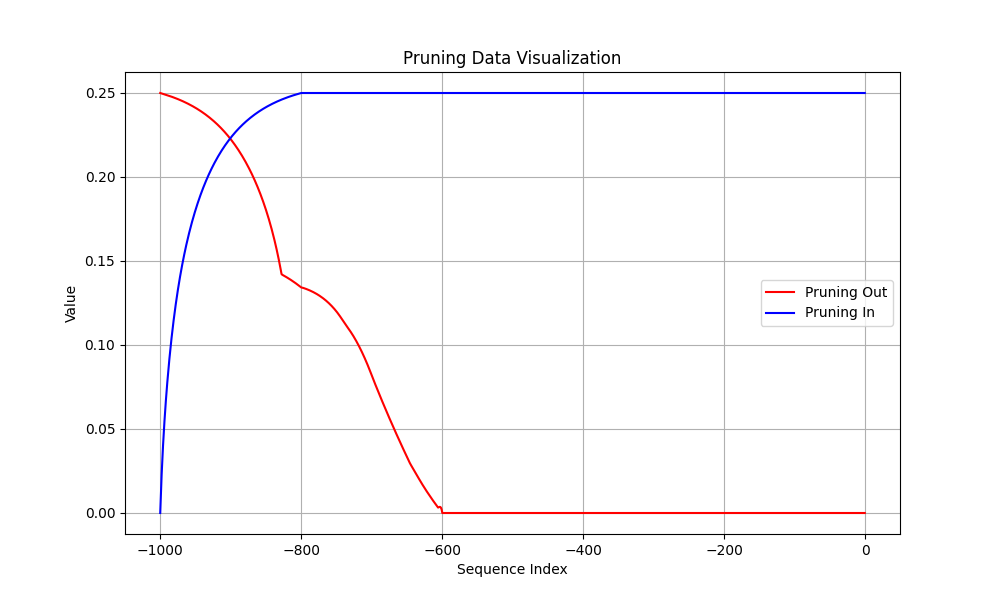 Pruning Data Visualization
Value
0.25
0.20
0.15
0.10
0.05
0.00
Pruning Out
Pruning In
−1000
−800
−600
−400
−200
0
Sequence Index